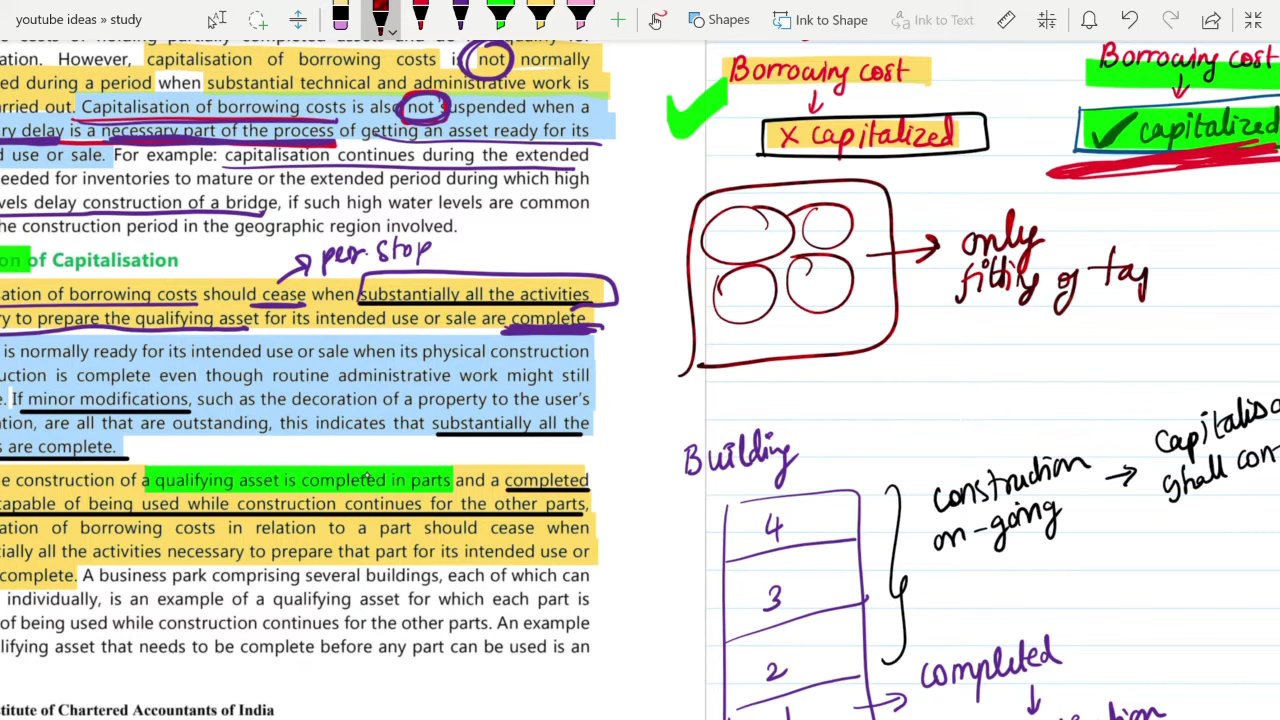 youtube ideas » study
Shapes
Ink to Shape
Ink to Text
ation. However, capitalisation of borrowing costs is not normally
ed during a period when substantial technical and administrative work is
arried out. Capitalisation of borrowing costs is also not suspended when a
ry delay is a necessary part of the process of getting an asset ready for its
d use or sale. For example: capitalisation continues during the extended
needed for inventories to mature or the extended period during which high
vels delay construction of a bridge, if such high water levels are common
the construction period in the geographic region involved.
on of Capitalisation
per. stop
sation of borrowing costs should cease when substantially all the activities
ry to prepare the qualifying asset for its intended use or sale are complete
is normally ready for its intended use or sale when its physical construction
uction is complete even though routine administrative work might still
e. If minor modifications, such as the decoration of a property to the user's
ation, are all that are outstanding, this indicates that substantially all the
s are complete.
e construction of a qualifying asset is completed in parts and a completed
capable of being used while construction continues for the other parts,
ation of borrowing costs in relation to a part should cease when
ially all the activities necessary to prepare that part for its intended use or
complete. A business park comprising several buildings, each of which can
individually, is an example of a qualifying asset for which each part is
of being used while construction continues for the other parts. An example
lifying asset that needs to be complete before any part can be used is an
stitute of Chartered Accountants of India
Borrowing cost
X capitalized
Borrowing cost
✓ capitalized
only
fitting of tap
Building
4
3
2
1
construction
on-going
Capitalisa
shall con
completed